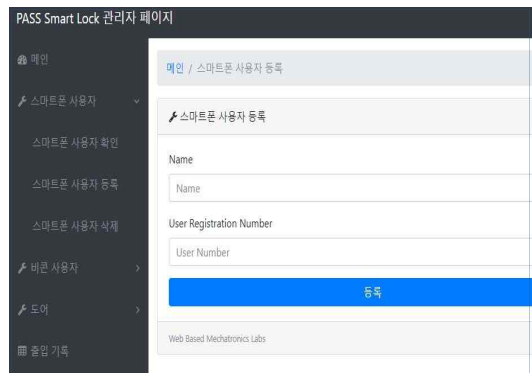 PASS Smart Lock 관리자 페이지
메인
스마트폰 사용자
스마트폰 사용자 확인
스마트폰 사용자 등록
스마트폰 사용자 삭제
비콘 사용자
도어
출입 기록
메인 / 스마트폰 사용자 등록
스마트폰 사용자 등록
Name
Name
User Registration Number
User Number
등록
Web Based Mechatronics Labs